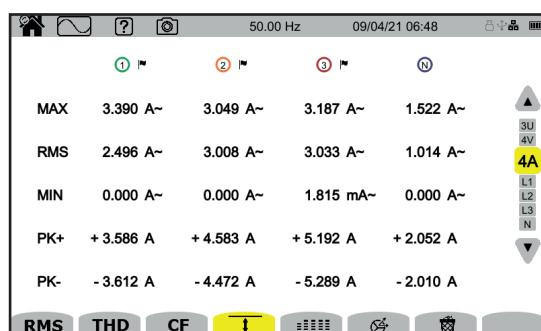 ? 50.00 Hz 09/04/21 06:48
1 2 3 N
MAX 3.390 A~ 3.049 A~ 3.187 A~ 1.522 A~
3U
4V
RMS 2.496 A~ 3.008 A~ 3.033 A~ 1.014 A~
4A
L1
MIN 0.000 A~ 0.000 A~ 1.815 mA~ 0.000 A~
L2
L3
N
PK+ + 3.586 A + 4.583 A + 5.192 A + 2.052 A
PK- - 3.612 A - 4.472 A - 5.289 A - 2.010 A
RMS THD CF